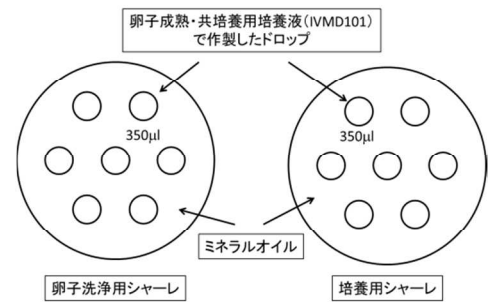 卵子成熟・共培養用培養液(IVMD101)
で作製したドロップ
350μl
350μl
ミネラルオイル
卵子洗浄用シャーレ
培養用シャーレ